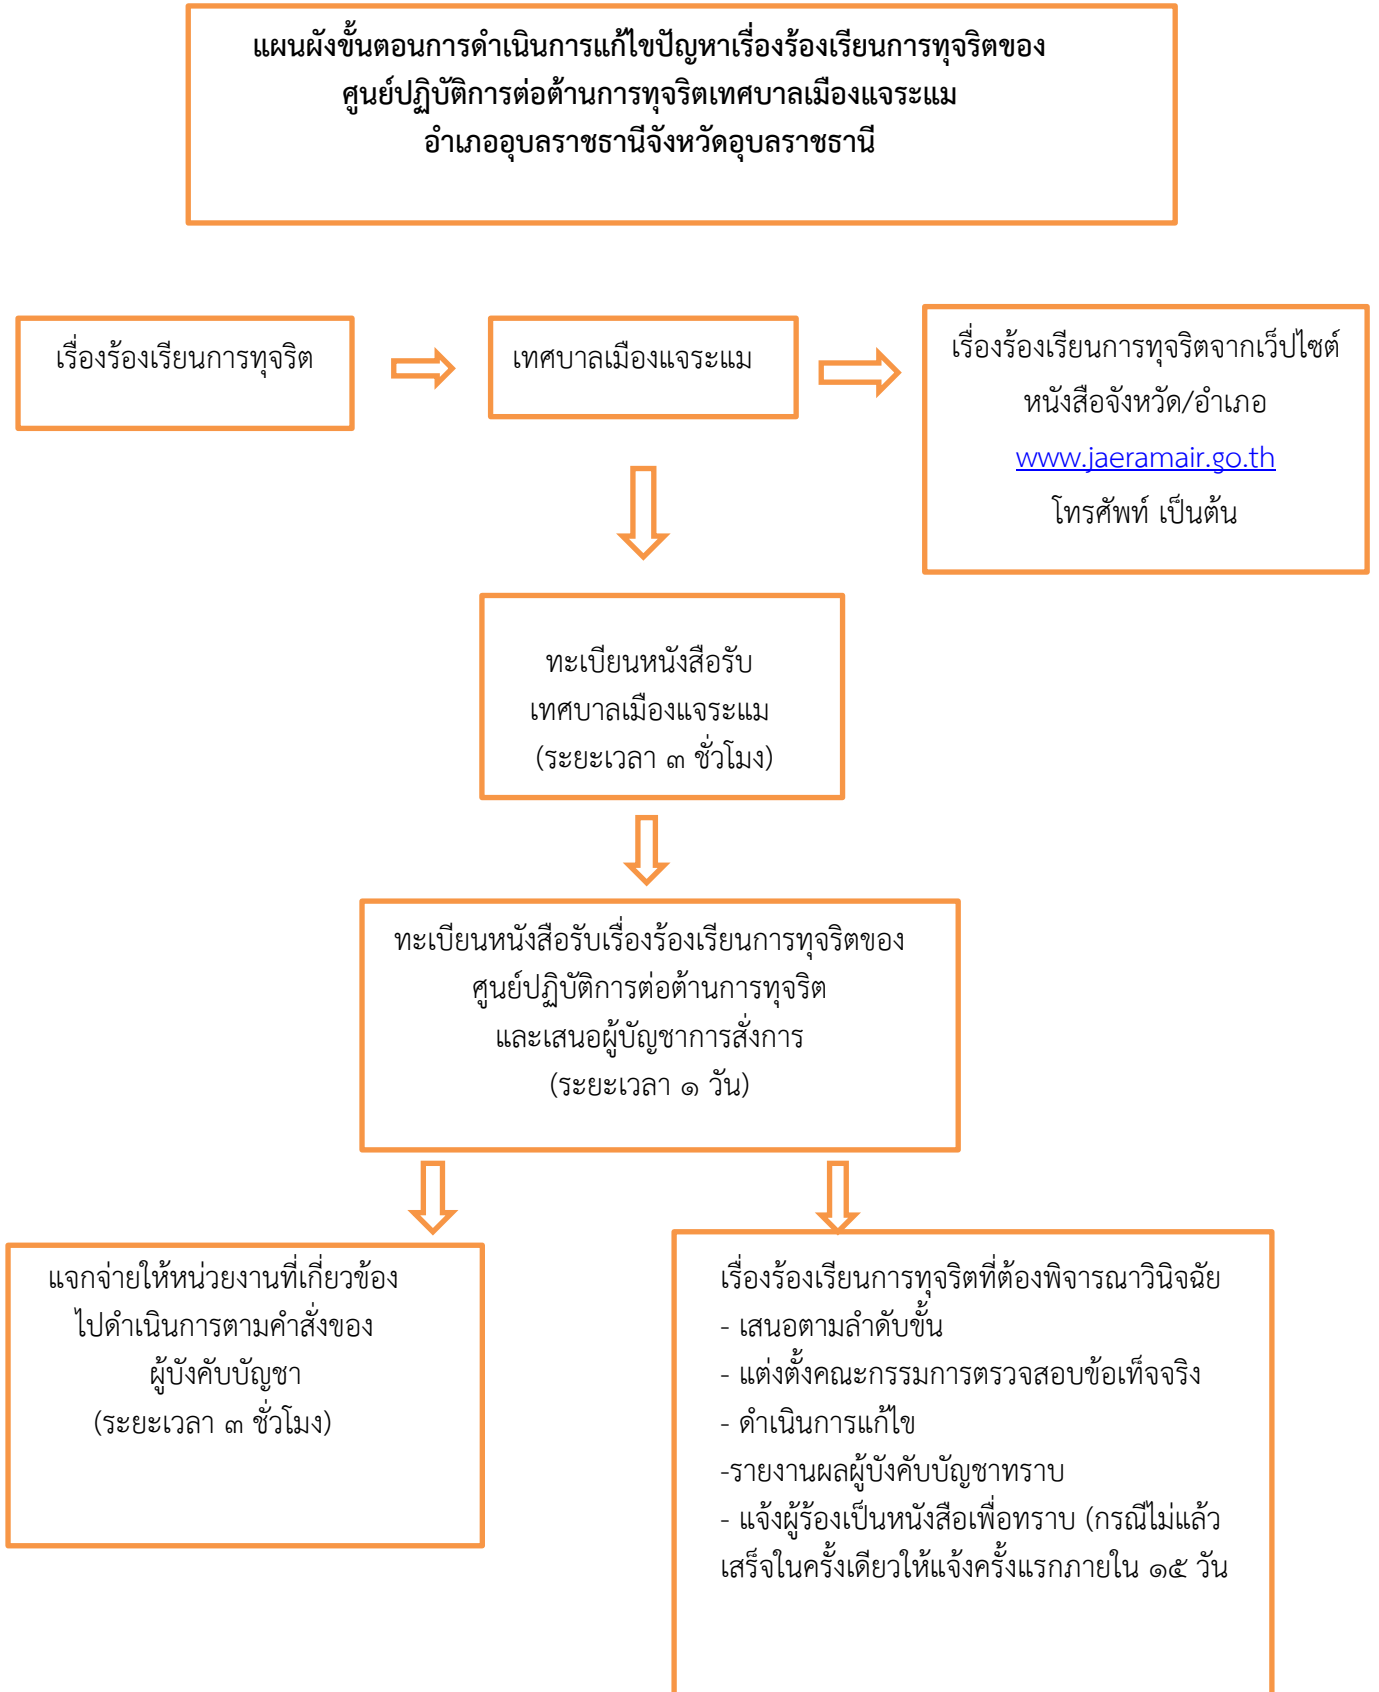 แผนผังขั้นตอนการดำเนินการแก้ไขปัญหาเรื่องร้องเรียนการทุจริตของ
ศูนย์ปฏิบัติการต่อต้านการทุจริตเทศบาลเมืองแจระแม
อำเภออุบลราชธานีจังหวัดอุบลราชธานี
เรื่องร้องเรียนการทุจริต
เทศบาลเมืองแจระแม
เรื่องร้องเรียนการทุจริตจากเว็ปไซต์
หนังสือจังหวัด/อำเภอ
www.jaeramair.go.th
โทรศัพท์ เป็นต้น
ทะเบียนหนังสือรับ
เทศบาลเมืองแจระแม
(ระยะเวลา ๓ ชั่วโมง)
ทะเบียนหนังสือรับเรื่องร้องเรียนการทุจริตของ
ศูนย์ปฏิบัติการต่อต้านการทุจริต
และเสนอผู้บัญชาการสั่งการ
(ระยะเวลา ๑ วัน)
แจกจ่ายให้หน่วยงานที่เกี่ยวข้อง
ไปดำเนินการตามคำสั่งของ
ผู้บังคับบัญชา
(ระยะเวลา ๓ ชั่วโมง)
เรื่องร้องเรียนการทุจริตที่ต้องพิจารณาวินิจฉัย
- เสนอตามลำดับขั้น
- แต่งตั้งคณะกรรมการตรวจสอบข้อเท็จจริง
- ดำเนินการแก้ไข
-รายงานผลผู้บังคับบัญชาทราบ
- แจ้งผู้ร้องเป็นหนังสือเพื่อทราบ (กรณีไม่แล้ว
เสร็จในครั้งเดียวให้แจ้งครั้งแรกภายใน ๑๕ วัน